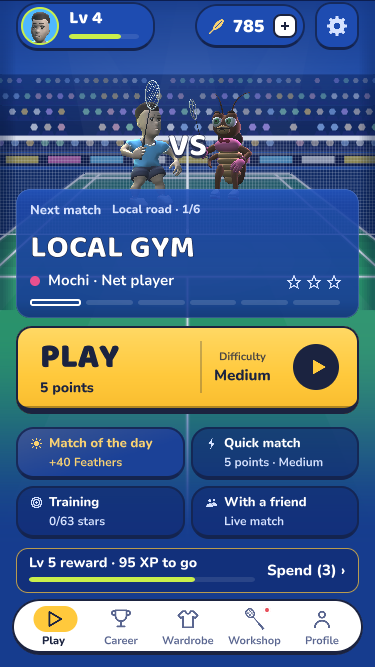 Lv 4
785
+
VS
Next match Local road · 1/6
LOCAL GYM
Mochi · Net player
PLAY
5 points
Difficulty
Medium
Match of the day
+40 Feathers
Quick match
5 points · Medium
Training
0/63 stars
With a friend
Live match
Lv 5 reward · 95 XP to go
Spend (3) ›
Play
Career
Wardrobe
Workshop
Profile